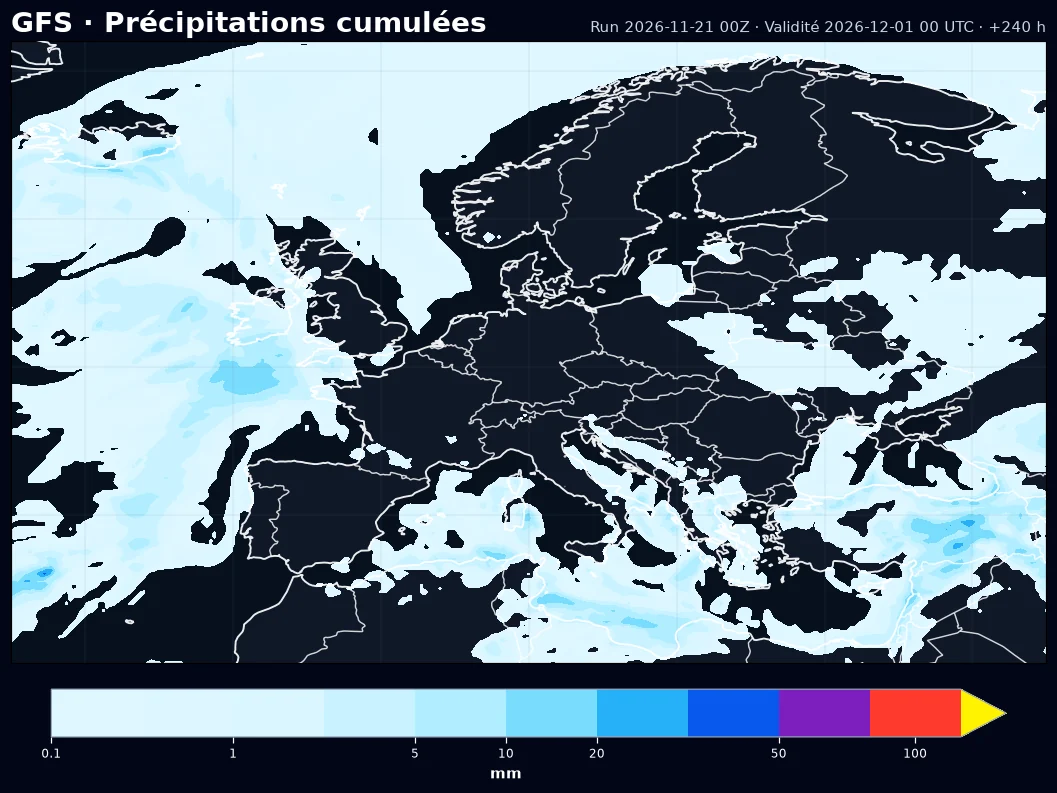 GFS · Précipitations cumulées
Run 2026-11-21 00Z · Validité 2026-12-01 00 UTC · +240 h
0.1 1 5 10 20 50 100
mm